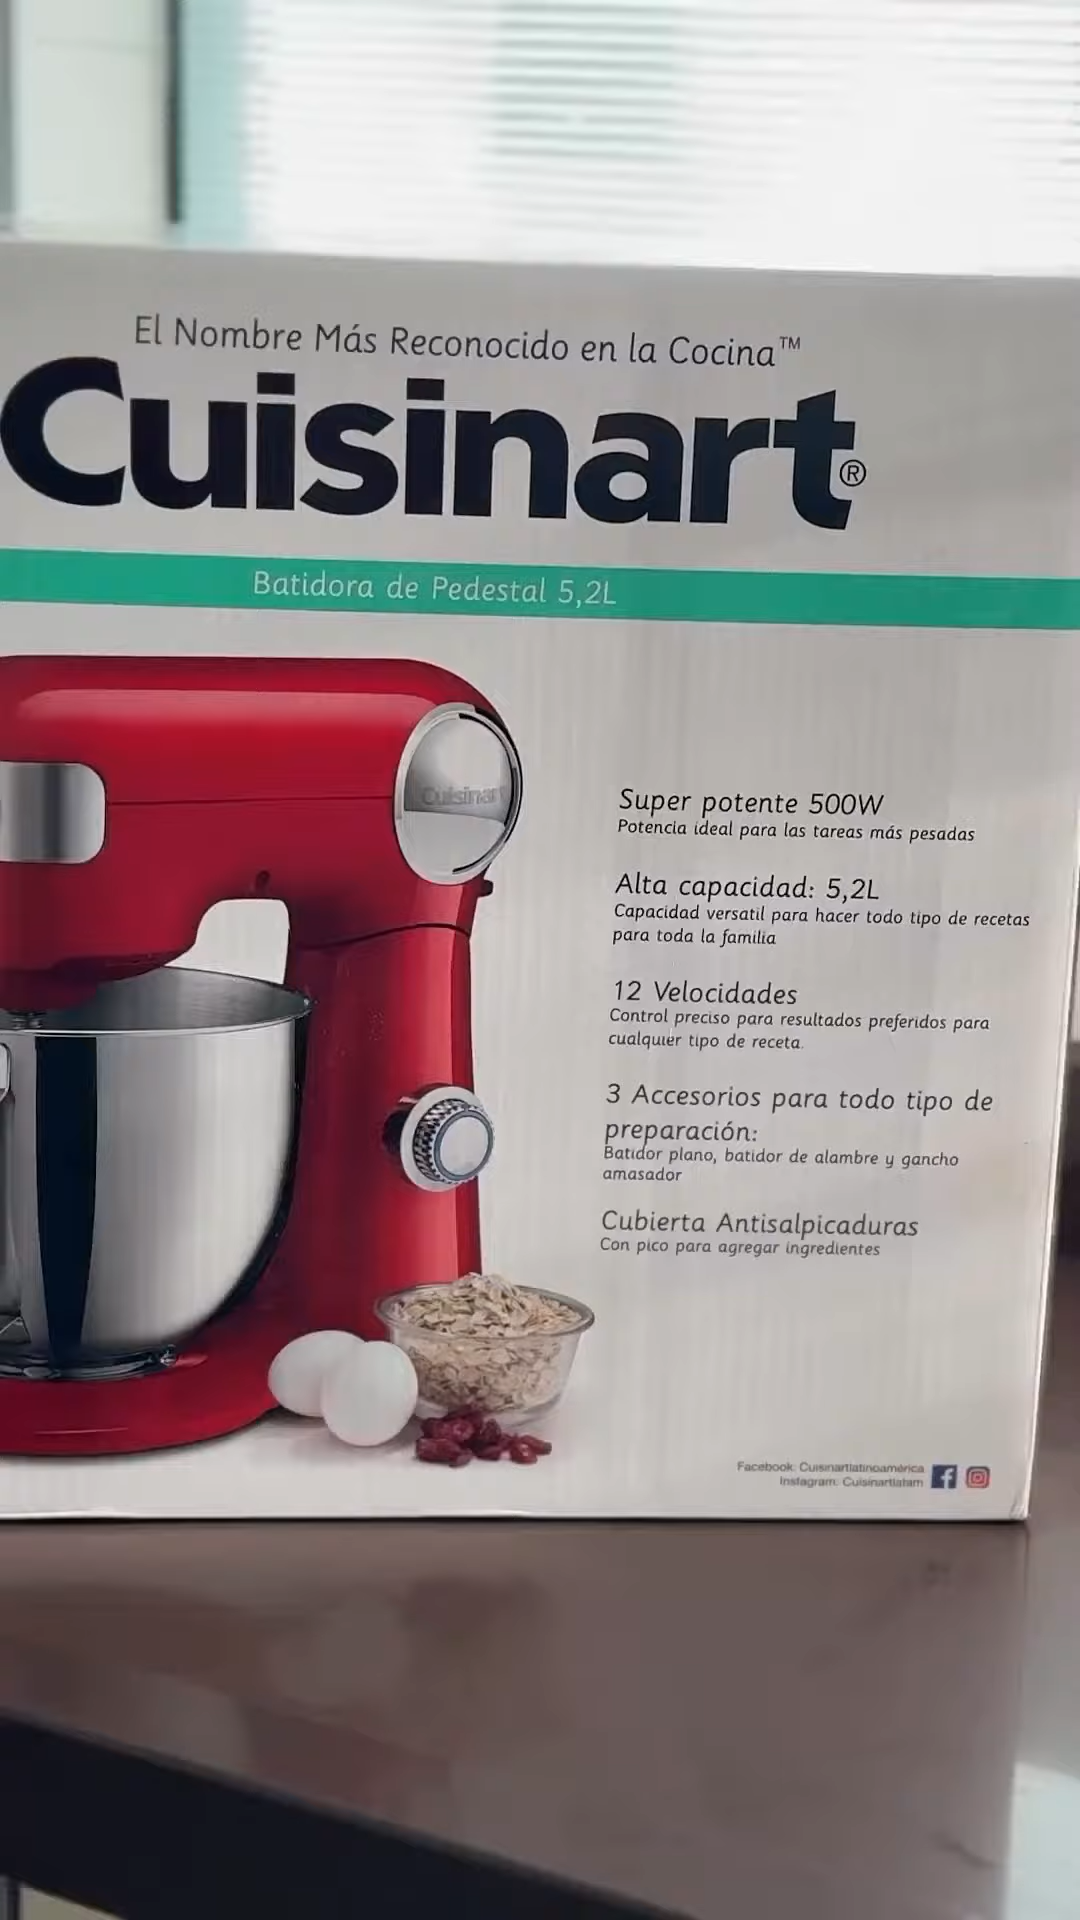 El Nombre Más Reconocido en la Cocina™
Cuisinart®
Batidora de Pedestal 5,2L
Cuisinart
Super potente 500W
Potencia ideal para las tareas más pesadas
Alta capacidad: 5,2L
Capacidad versatil para hacer todo tipo de recetas
para toda la familia
12 Velocidades
Control preciso para resultados preferidos para
cualquier tipo de receta.
3 Accesorios para todo tipo de
preparación:
Batidor plano, batidor de alambre y gancho
amasador
Cubierta Antisalpicaduras
Con pico para agregar ingredientes
Facebook: Cuisinartlatinoamérica
Instagram: Cuisinartlatam